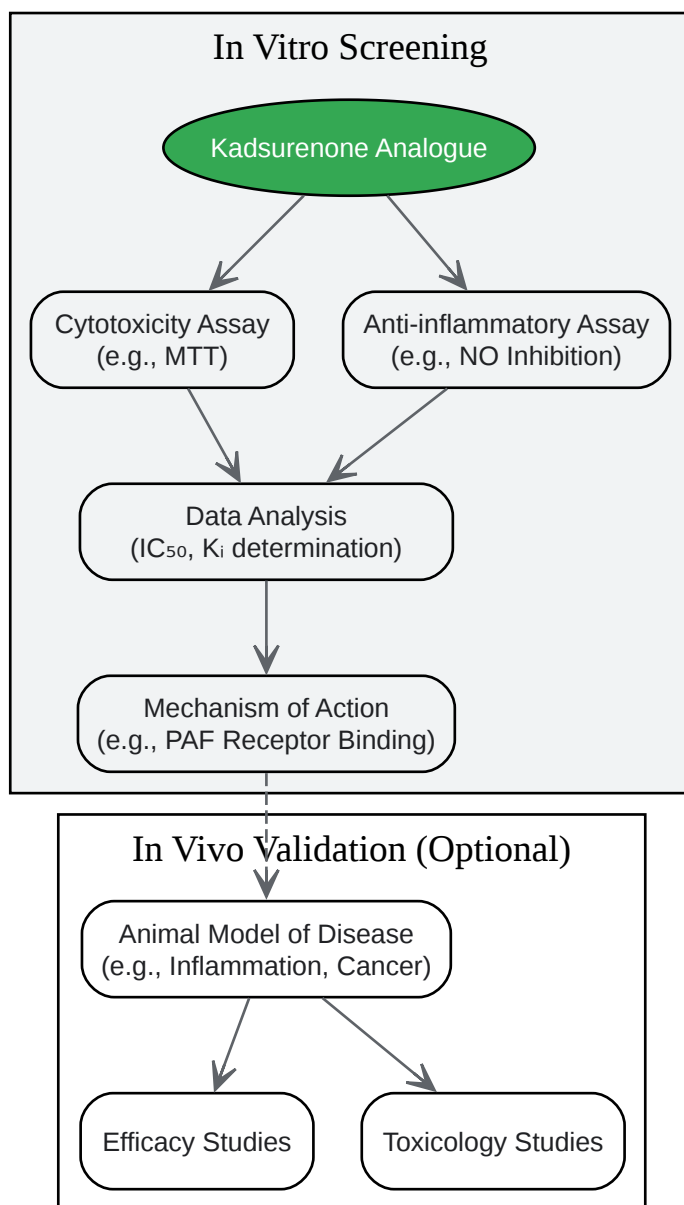 In Vitro Screening
Kadsurenone Analogue
Cytotoxicity Assay
(e.g., MTT)
Anti-inflammatory Assay
(e.g., NO Inhibition)
Data Analysis
(IC₅₀, Kᵢ determination)
Mechanism of Action
(e.g., PAF Receptor Binding)
In Vivo Validation (Optional)
Animal Model of Disease
(e.g., Inflammation, Cancer)
Efficacy Studies
Toxicology Studies